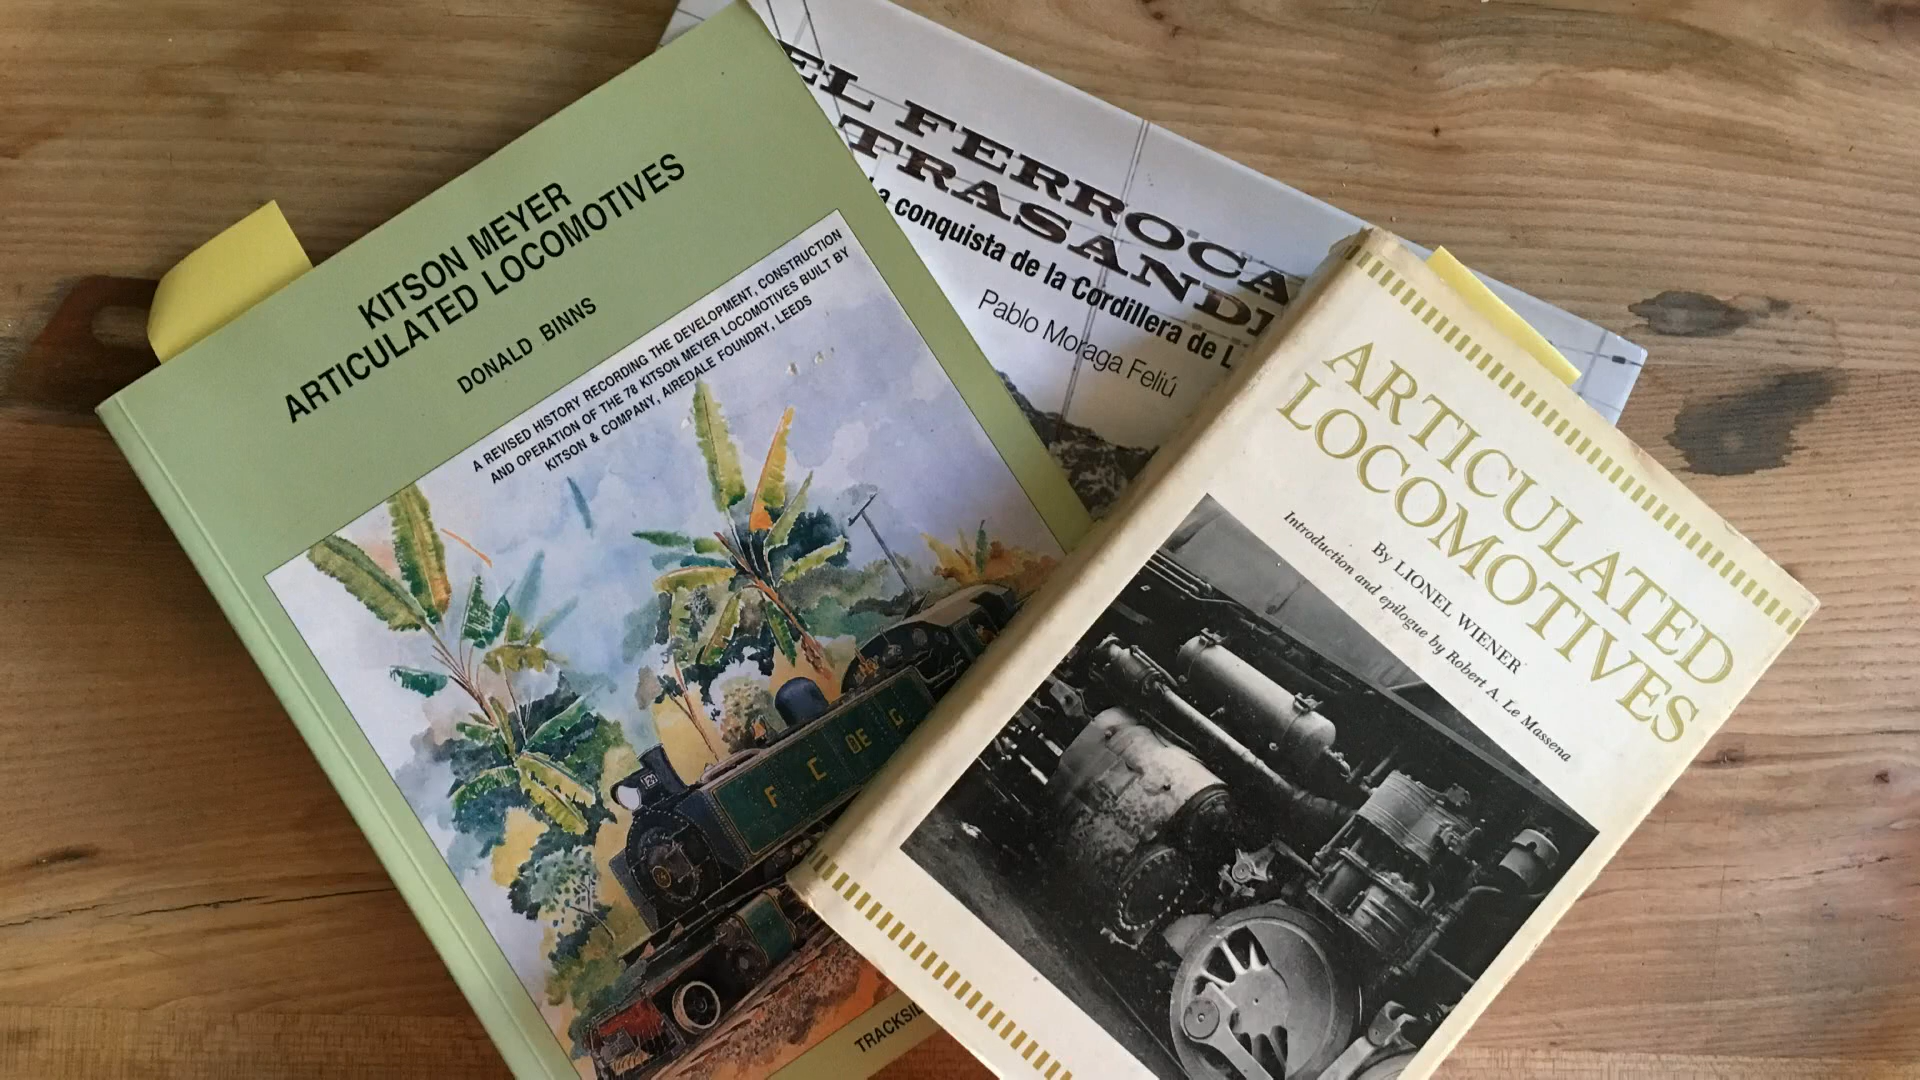 KITSON MEYER
ARTICULATED LOCOMOTIVES
DONALD BINNS
A REVISED HISTORY RECORDING THE DEVELOPMENT, CONSTRUCTION
AND OPERATION OF THE 78 KITSON MEYER LOCOMOTIVES BUILT BY
KITSON & COMPANY, AIREDALE FOUNDRY, LEEDS
F C DE G
EL FERROCA
TRASANDI
La conquista de la Cordillera de L
Pablo Moraga Feliú
ARTICULATED
LOCOMOTIVES
By LIONEL WIENER
Introduction and epilogue by Robert A. Le Massena